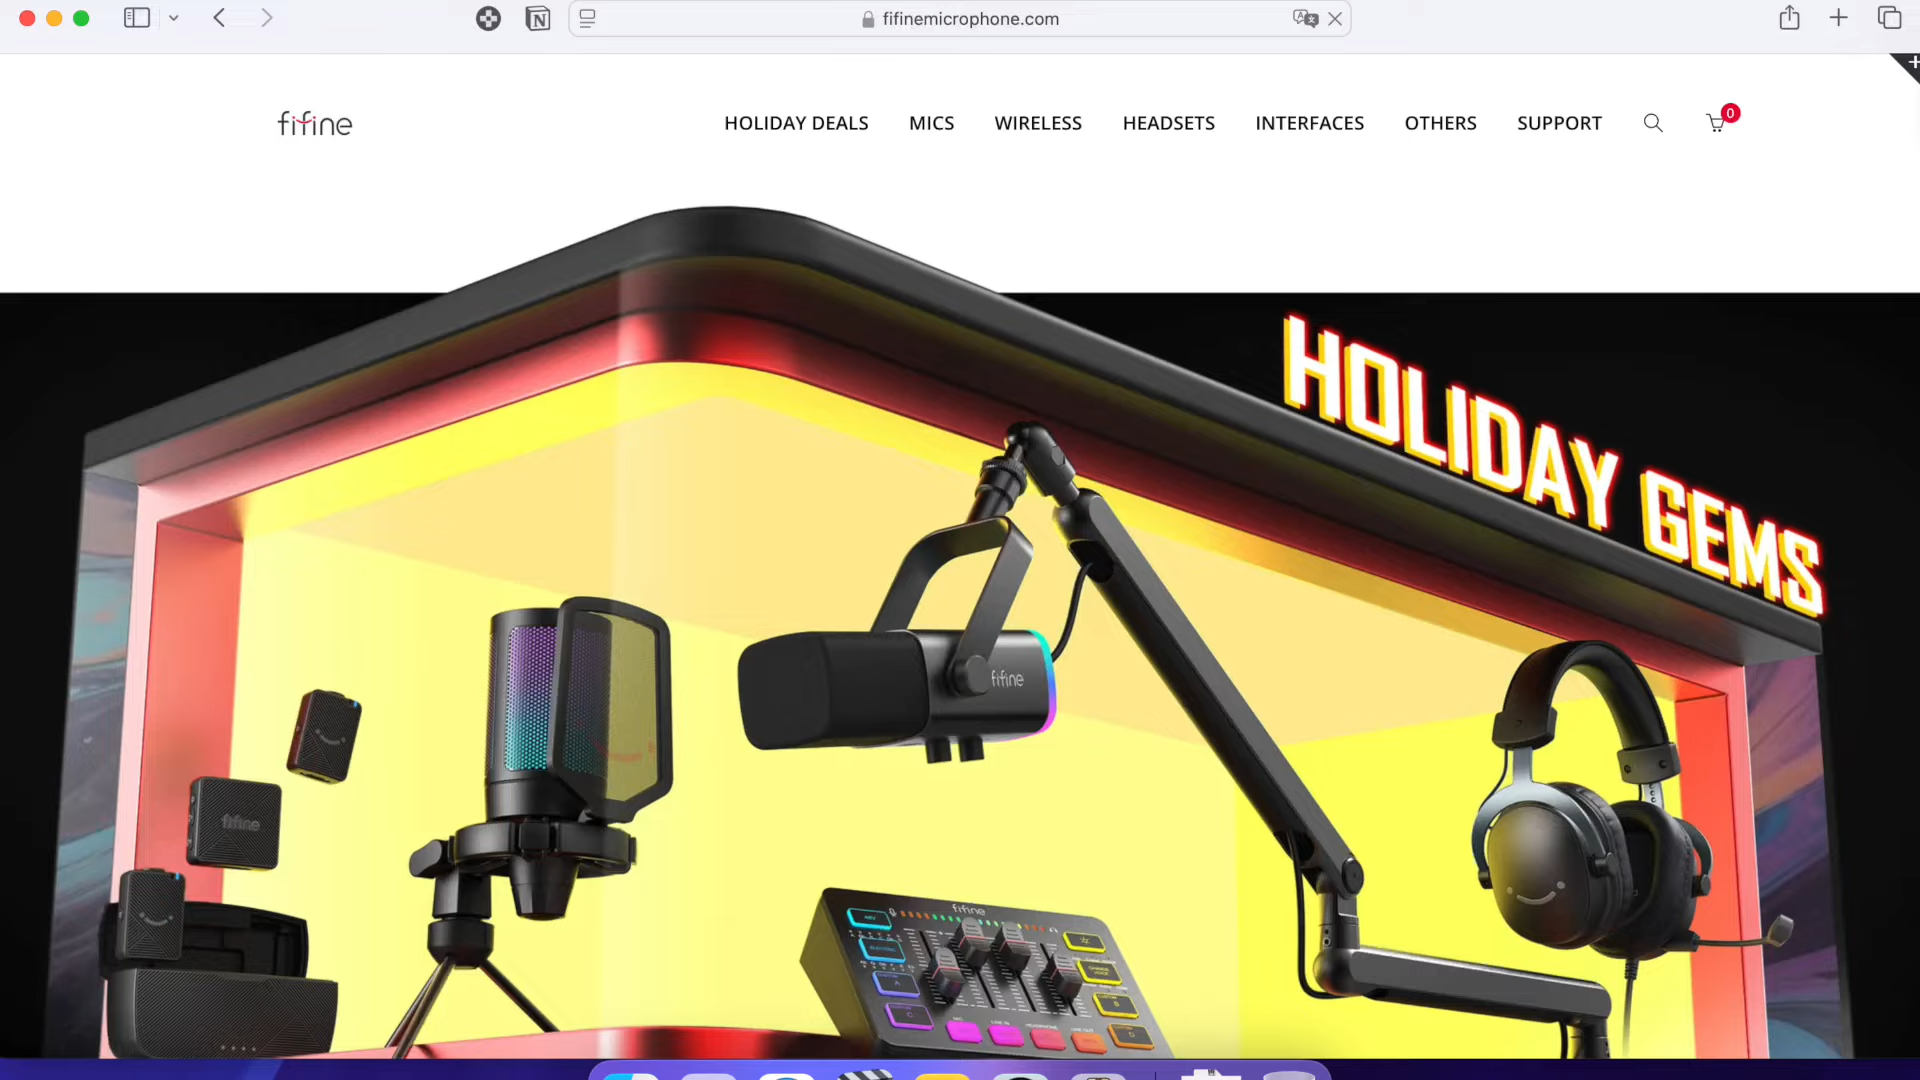 fifinemicrophone.com
fifine
HOLIDAY DEALS
MICS
WIRELESS
HEADSETS
INTERFACES
OTHERS
SUPPORT
0
HOLIDAY GEMS
fifine
fifine
fifine